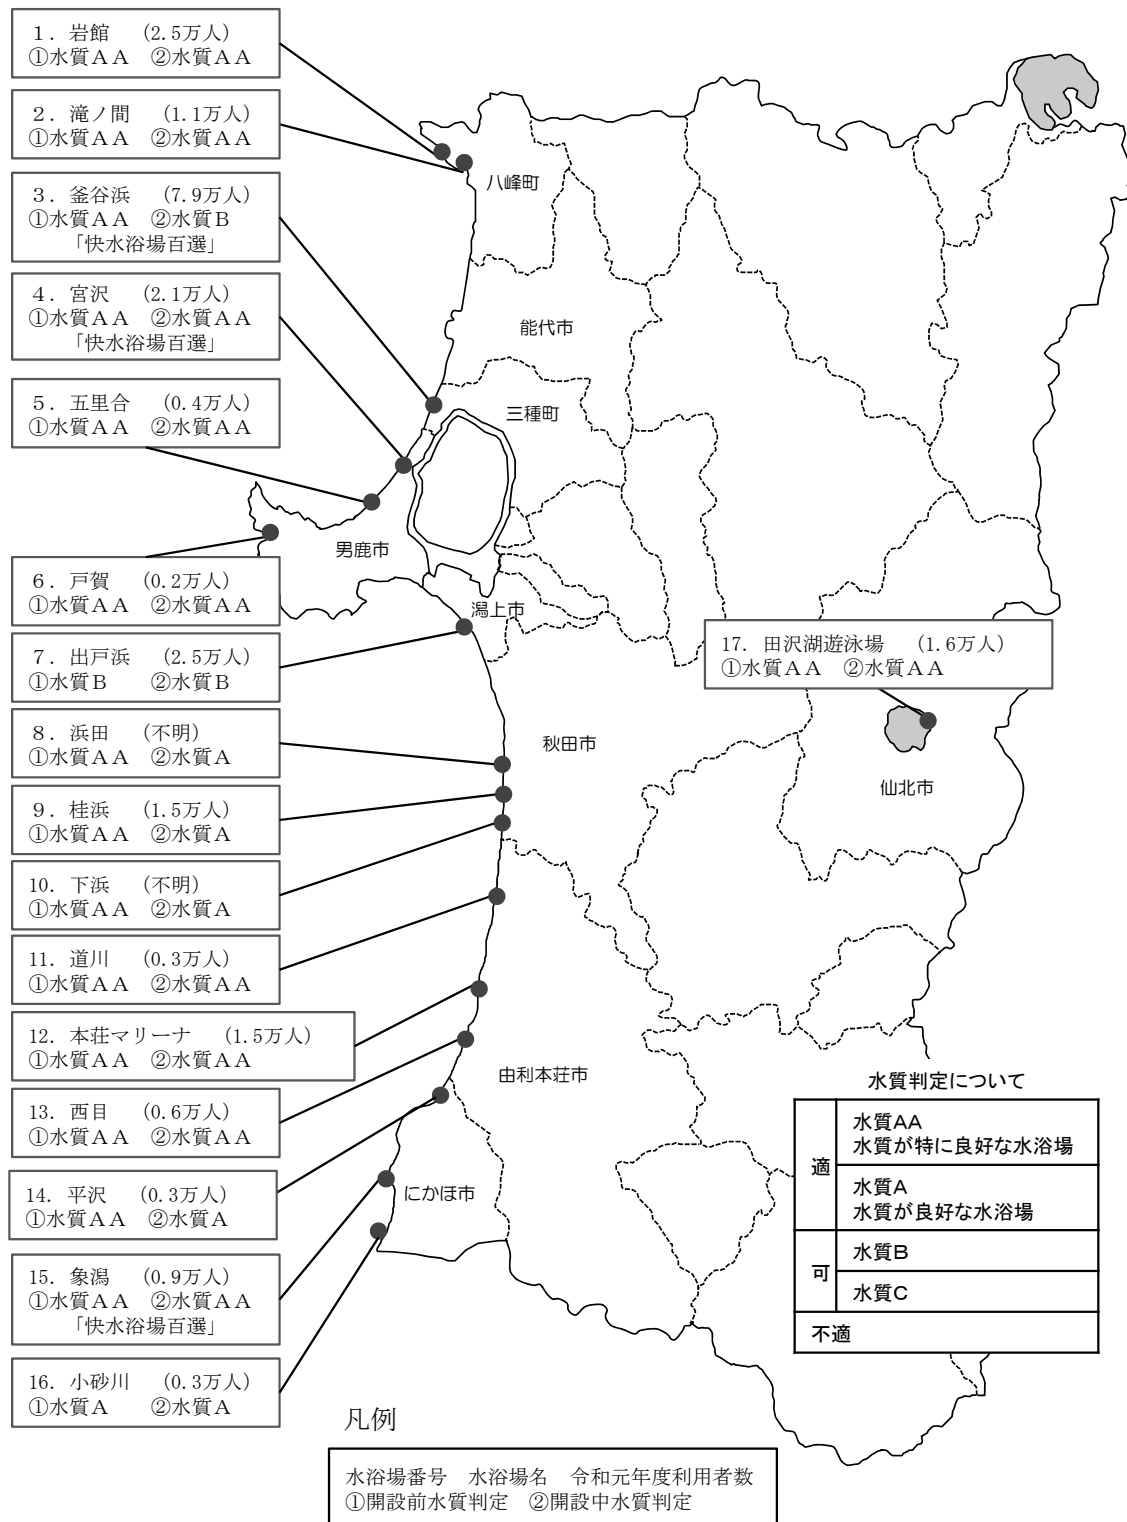 1．岩館　(2.5万人)
①水質ＡＡ　②水質ＡＡ
2．滝ノ間　(1.1万人)
①水質ＡＡ　②水質ＡＡ
3．釜谷浜　(7.9万人)
①水質ＡＡ　②水質Ｂ
「快水浴場百選」
4．宮沢　(2.1万人)
①水質ＡＡ　②水質ＡＡ
「快水浴場百選」
5．五里合　(0.4万人)
①水質ＡＡ　②水質ＡＡ
6．戸賀　(0.2万人)
①水質ＡＡ　②水質ＡＡ
7．出戸浜　(2.5万人)
①水質Ｂ　②水質Ｂ
8．浜田　(不明)
①水質ＡＡ　②水質Ａ
9．桂浜　(1.5万人)
①水質ＡＡ　②水質Ａ
10．下浜　(不明)
①水質ＡＡ　②水質Ａ
11．道川　(0.3万人)
①水質ＡＡ　②水質ＡＡ
12．本荘マリーナ　(1.5万人)
①水質ＡＡ　②水質ＡＡ
13．西目　(0.6万人)
①水質ＡＡ　②水質ＡＡ
14．平沢　(0.3万人)
①水質ＡＡ　②水質Ａ
15．象潟　(0.9万人)
①水質ＡＡ　②水質ＡＡ
「快水浴場百選」
16．小砂川　(0.3万人)
①水質Ａ　②水質Ａ
17．田沢湖遊泳場　(1.6万人)
①水質ＡＡ　②水質ＡＡ
八峰町
能代市
三種町
男鹿市
潟上市
秋田市
仙北市
由利本荘市
にかほ市
水質判定について
適
水質AA
水質が特に良好な水浴場
水質A
水質が良好な水浴場
可
水質B
水質C
不適
凡例
水浴場番号　水浴場名　令和元年度利用者数
①開設前水質判定　②開設中水質判定